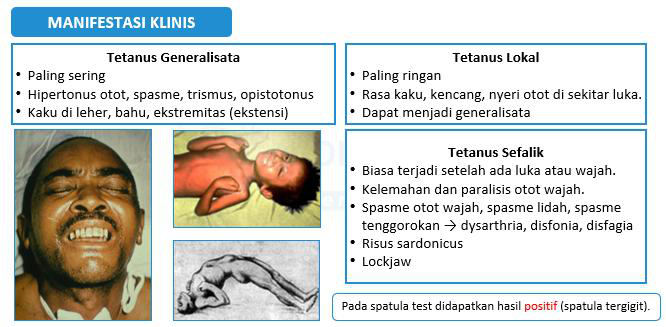 MANIFESTASI KLINIS
Tetanus Generalisata
• Paling sering
• Hipertonus otot, spasme, trismus, opistotonus
• Kaku di leher, bahu, ekstremitas (ekstensi)
Tetanus Lokal
• Paling ringan
• Rasa kaku, kencang, nyeri otot di sekitar luka.
• Dapat menjadi generalisata
Tetanus Sefalik
• Biasa terjadi setelah ada luka atau wajah.
• Kelemahan dan paralisis otot wajah.
• Spasme otot wajah, spasme lidah, spasme
tenggorokan → dysarthria, disfonia, disfagia
• Risus sardonicus
• Lockjaw
Pada spatula test didapatkan hasil positif (spatula tergigit).